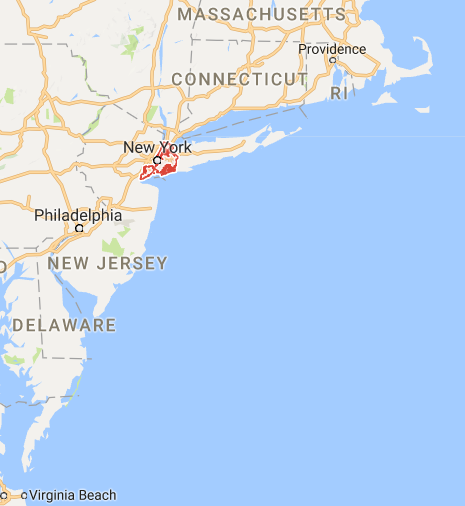 MASSACHUSETTS
Providence
CONNECTICUT
RI
New York
Philadelphia
NEW JERSEY
DELAWARE
Virginia Beach